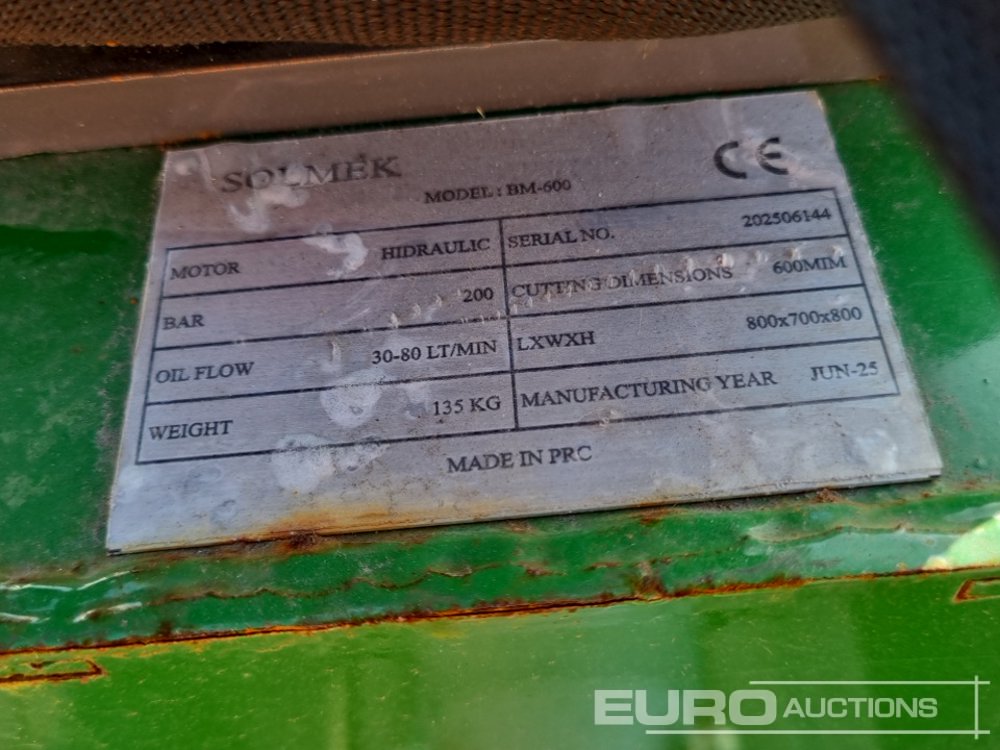 SOLMEK
CE
MODEL : BM-600
MOTOR HIDRAULIC
SERIAL NO. 202506144
BAR 200
CUTTING DIMENSIONS 600MIM
OIL FLOW 30-80 LT/MIN
LXWXH 800x700x800
WEIGHT 135 KG
MANUFACTURING YEAR JUN-25
MADE IN PRC
EURO AUCTIONS